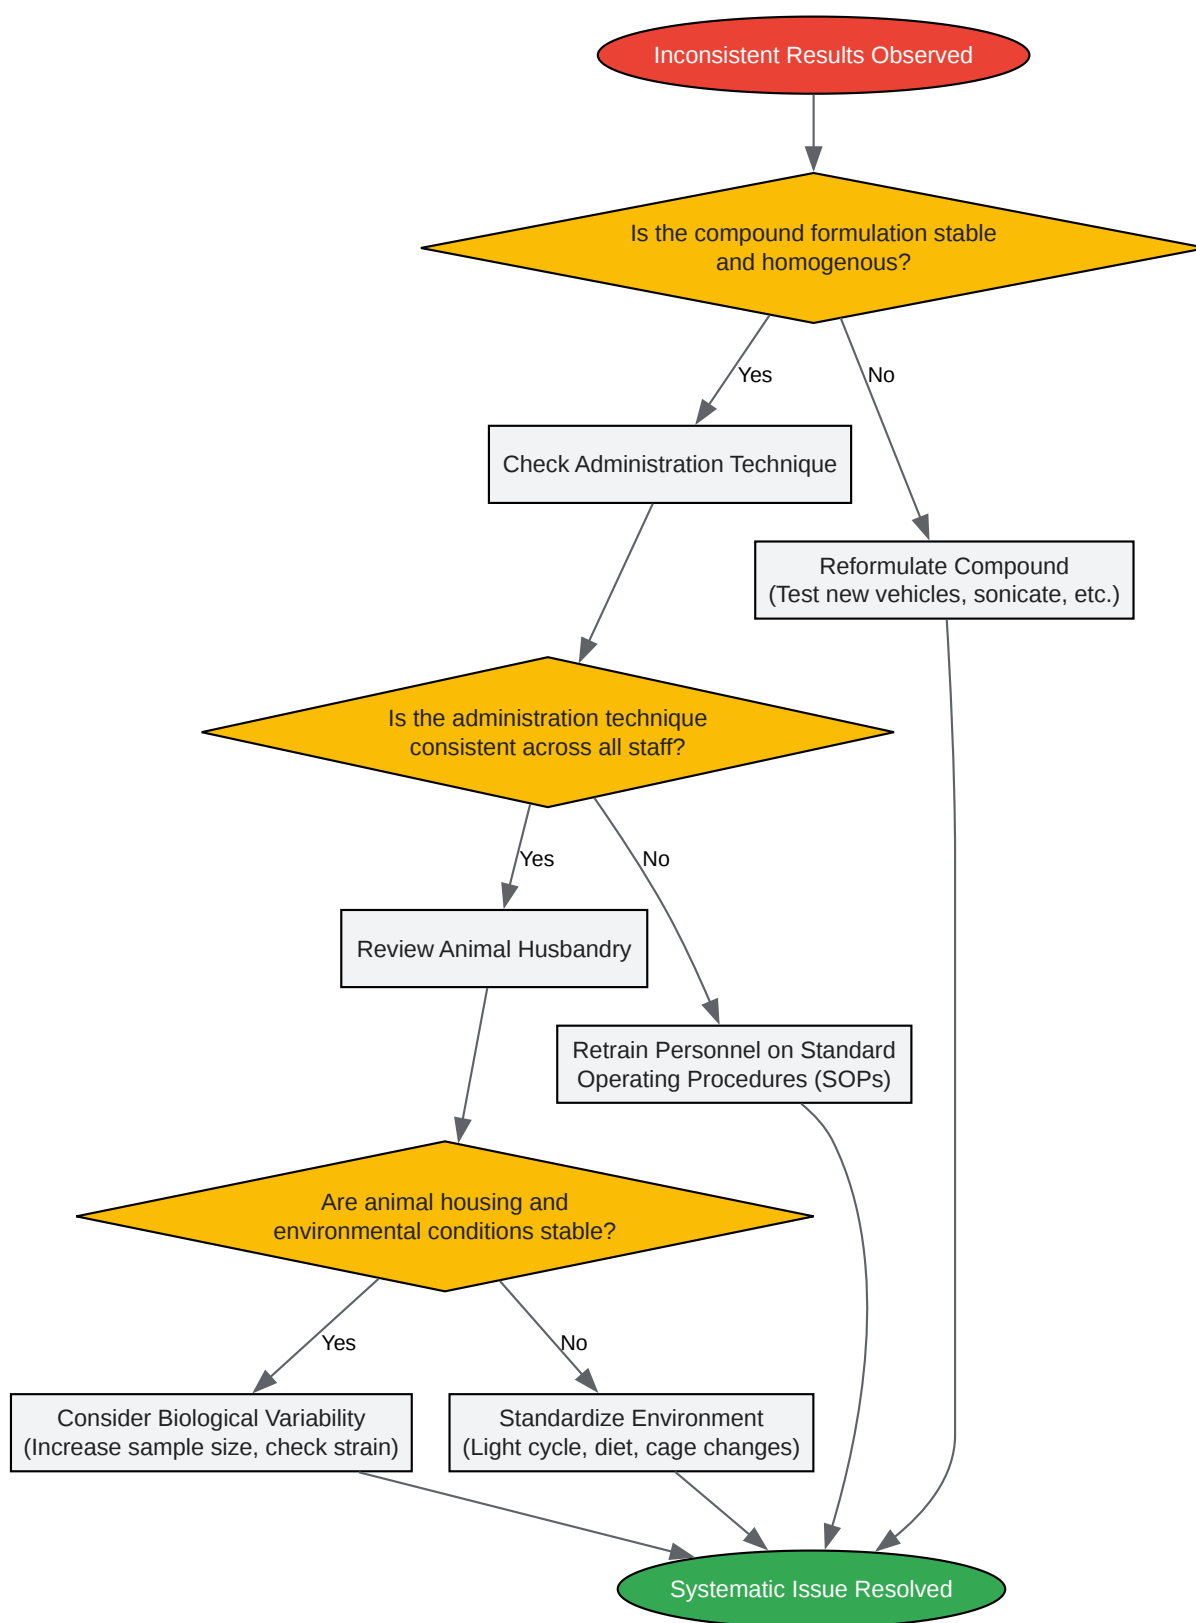 Inconsistent Results Observed
Is the compound formulation stable
and homogenous?
Yes
No
Check Administration Technique
Reformulate Compound
(Test new vehicles, sonicate, etc.)
Is the administration technique
consistent across all staff?
Yes
No
Review Animal Husbandry
Retrain Personnel on Standard
Operating Procedures (SOPs)
Are animal housing and
environmental conditions stable?
Yes
No
Consider Biological Variability
(Increase sample size, check strain)
Standardize Environment
(Light cycle, diet, cage changes)
Systematic Issue Resolved